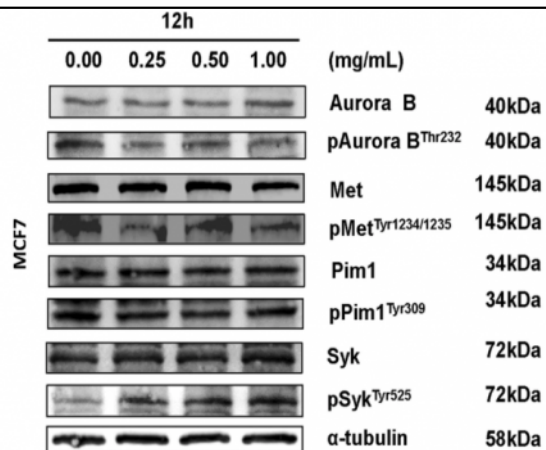 12h
0.00 0.25 0.50 1.00 (mg/mL)
Aurora B 40kDa
pAurora B^Thr232 40kDa
Met 145kDa
pMet^Tyr1234/1235 145kDa
Pim1 34kDa
pPim1^Tyr309 34kDa
Syk 72kDa
pSyk^Tyr525 72kDa
α-tubulin 58kDa
MCF7